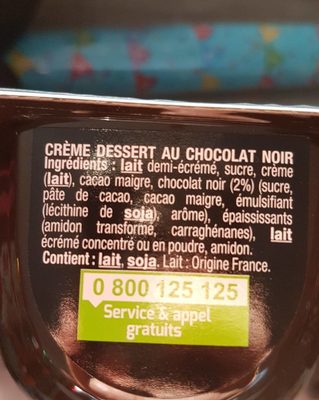 CRÈME DESSERT AU CHOCOLAT NOIR
Ingrédients : lait demi-écrémé, sucre, crème
(lait), cacao maigre, chocolat noir (2%) (sucre,
pâte de cacao, cacao maigre, émulsifiant
(lécithine de soja), arôme), épaississants
(amidon transformé, carraghénanes), lait
écrémé concentré ou en poudre, amidon.
Contient : lait, soja. Lait : Origine France.
0 800 125 125
Service & appel
gratuits